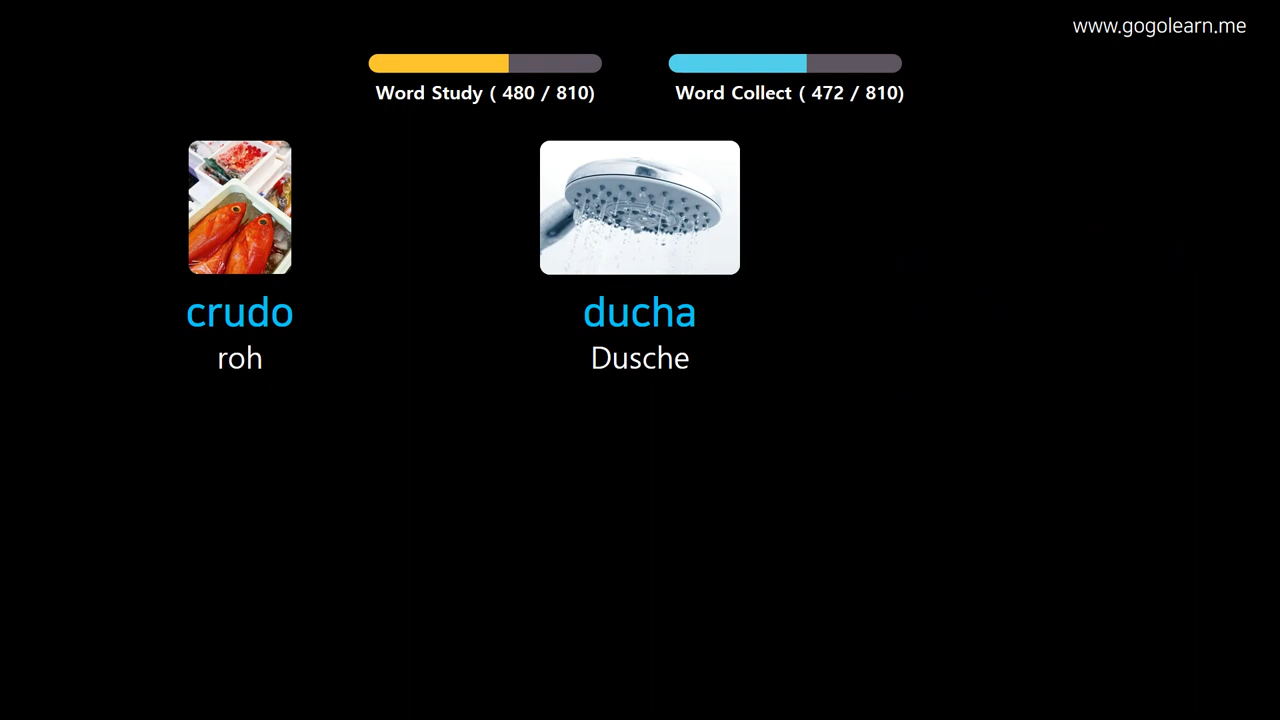 www.gogolearn.me
Word Study ( 480 / 810)
Word Collect ( 472 / 810)
crudo
roh
ducha
Dusche